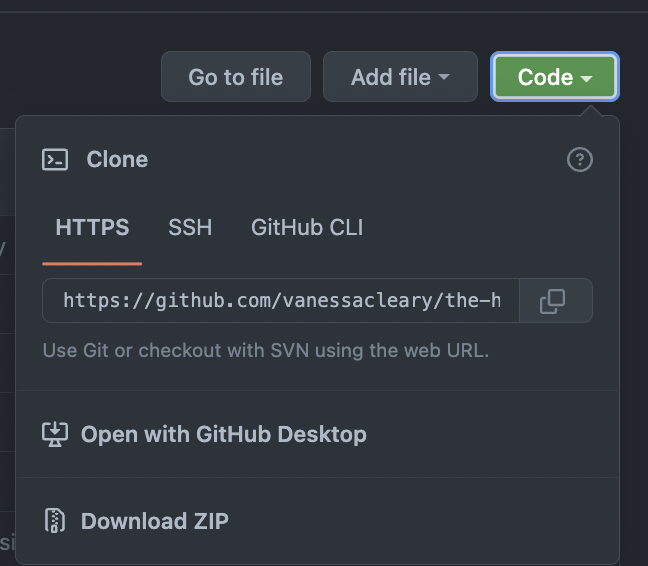 Go to file
Add file
Code
Clone
HTTPS
SSH
GitHub CLI
https://github.com/vanessacleary/the-h
Use Git or checkout with SVN using the web URL.
Open with GitHub Desktop
Download ZIP
si